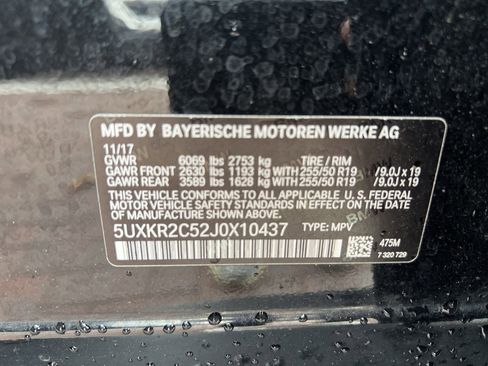 MFD BY BAYERISCHE MOTOREN WERKE AG
11/17
GVWR 6069 lbs 2753 kg TIRE / RIM
GAWR FRONT 2630 lbs 1193 kg WITH 255/50 R19 /9.0J x 19
GAWR REAR 3589 lbs 1628 kg WITH 255/50 R19 /9.0J x 19
THIS VEHICLE CONFORMS TO ALL APPLICABLE U.S. FEDERAL
MOTOR VEHICLE SAFETY STANDARDS IN EFFECT ON THE DATE
OF MANUFACTURE SHOWN ABOVE.
5UXKR2C52J0X10437 TYPE: MPV
475M
7 320 729